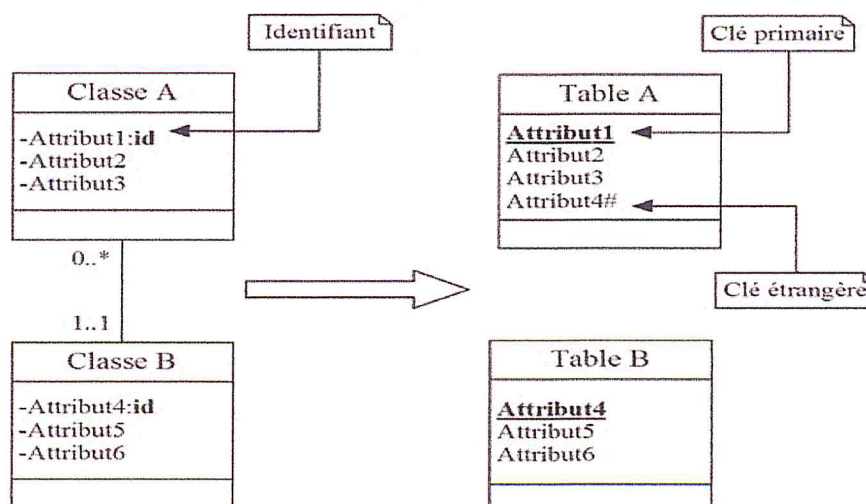 Identifiant
Classe A
-Attribut1:id
-Attribut2
-Attribut3
0..*
1..1
Classe B
-Attribut4:id
-Attribut5
-Attribut6
Clé primaire
Table A
Attribut1
Attribut2
Attribut3
Attribut4#
Clé étrangère
Table B
Attribut4
Attribut5
Attribut6